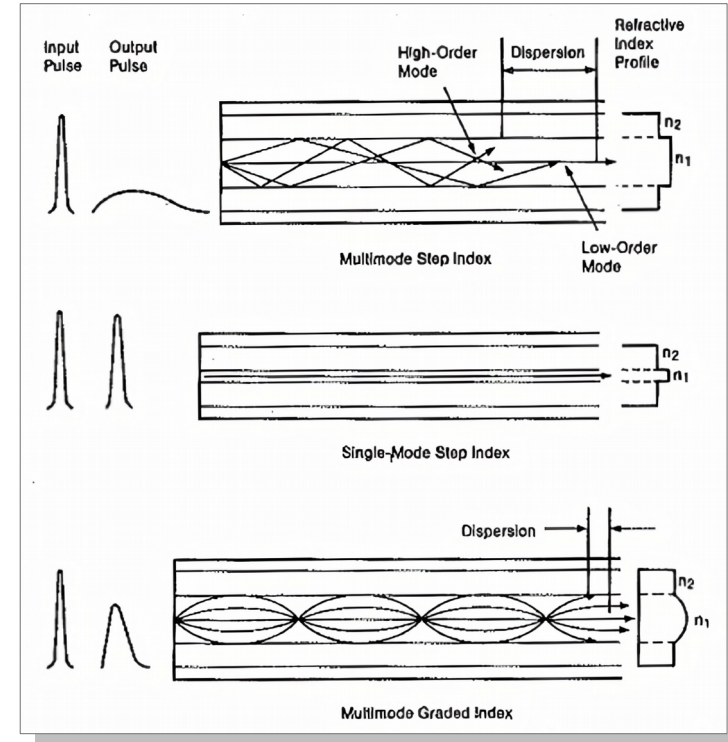 Input
Pulse
Output
Pulse
High-Order
Mode
Dispersion
Refractive
Index
Profile
n2
n1
Low-Order
Mode
Multimode Step Index
n2
n1
Single-Mode Step Index
Dispersion
n2
n1
Multimode Graded Index